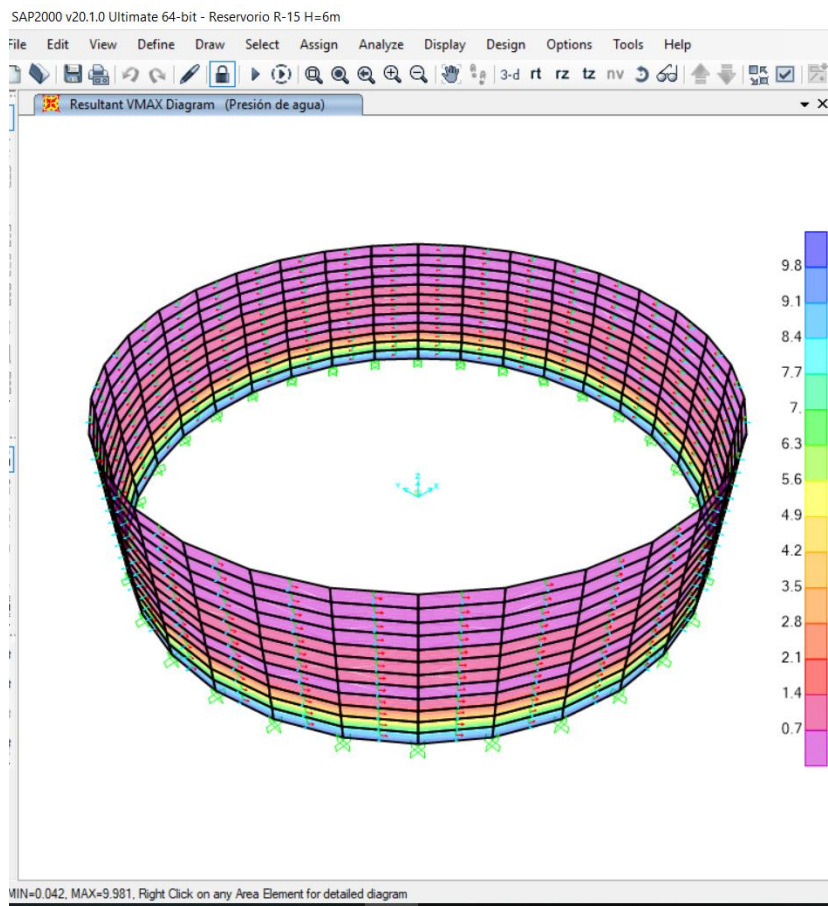 SAP2000 v20.1.0 Ultimate 64-bit - Reservorio R-15 H=6m
File Edit View Define Draw Select Assign Analyze Display Design Options Tools Help
3-d rt rz tz nv
Resultant VMAX Diagram (Presión de agua)
9.8
9.1
8.4
7.7
7.
6.3
5.6
4.9
4.2
3.5
2.8
2.1
1.4
0.7
Z
Y X
MIN=0.042, MAX=9.981, Right Click on any Area Element for detailed diagram